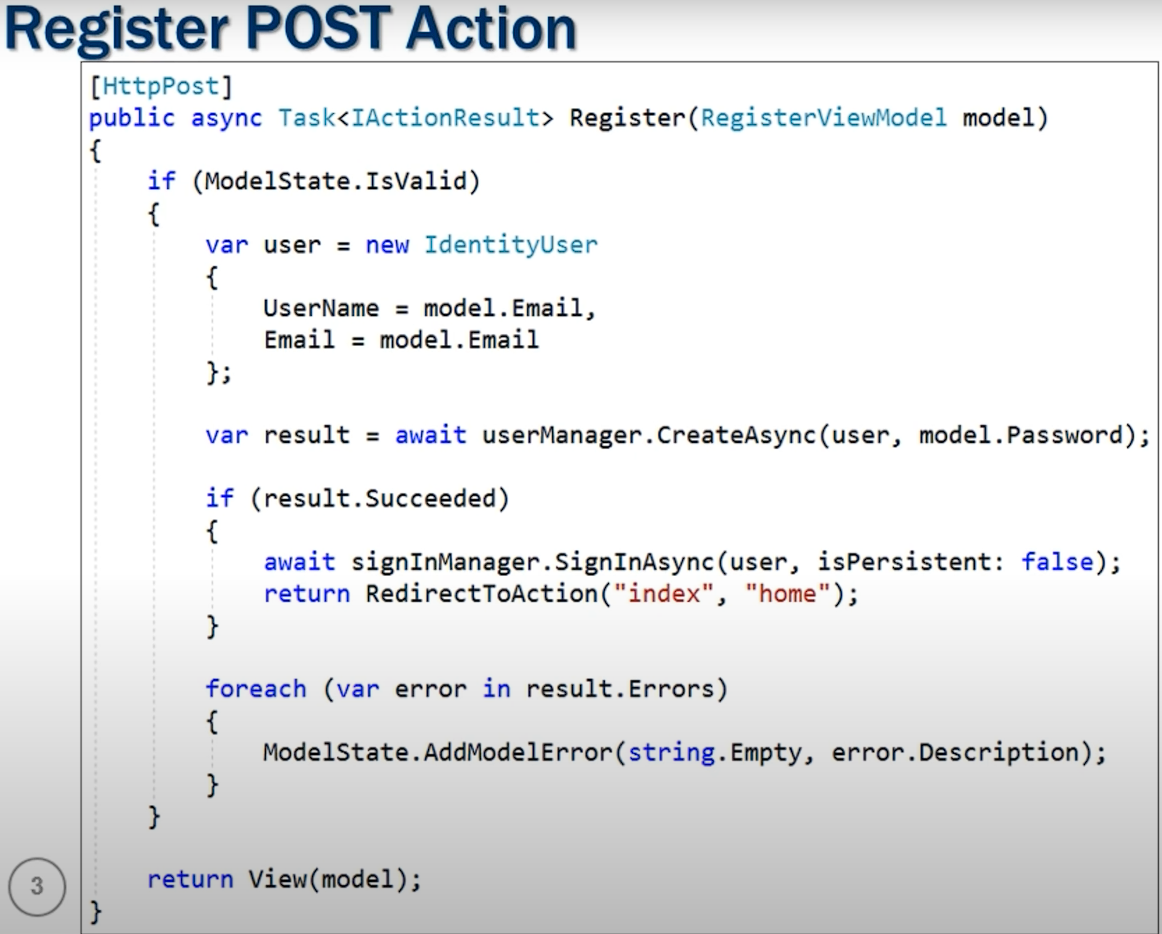 Register POST Action
[HttpPost]
public async Task<IActionResult> Register(RegisterViewModel model)
{
    if (ModelState.IsValid)
    {
        var user = new IdentityUser
        {
            UserName = model.Email,
            Email = model.Email
        };

        var result = await userManager.CreateAsync(user, model.Password);

        if (result.Succeeded)
        {
            await signInManager.SignInAsync(user, isPersistent: false);
            return RedirectToAction("index", "home");
        }

        foreach (var error in result.Errors)
        {
            ModelState.AddModelError(string.Empty, error.Description);
        }
    }

    return View(model);
}
3